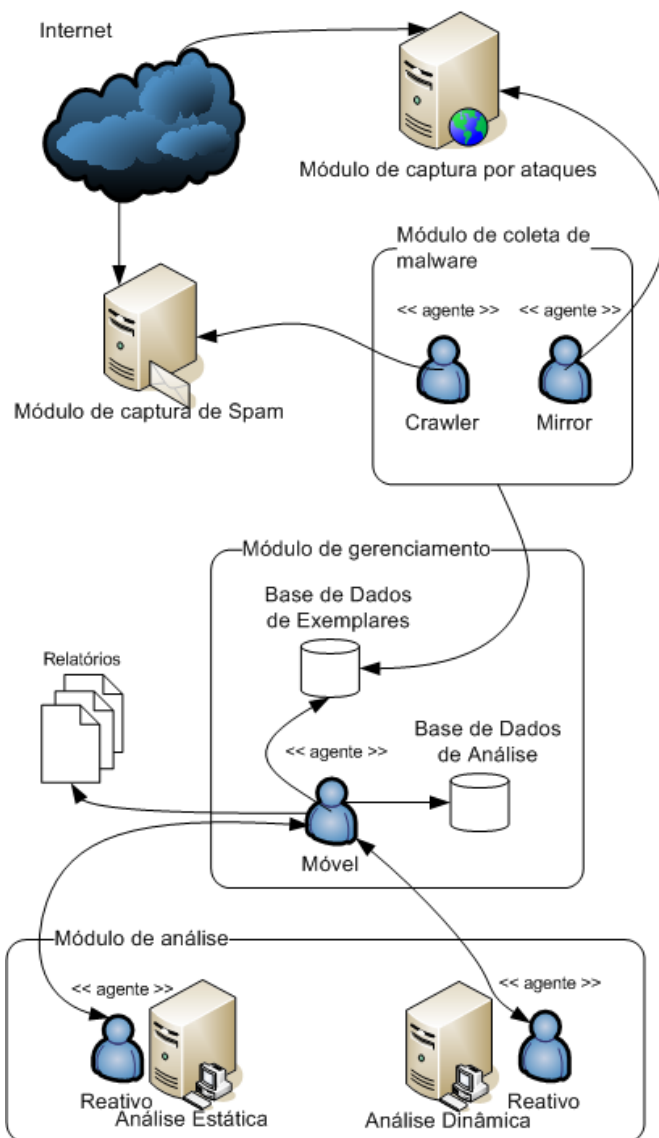 Internet
Módulo de captura por ataques
Módulo de coleta de
malware
<< agente >>
<< agente >>
Crawler
Mirror
Módulo de captura de Spam
Módulo de gerenciamento
Base de Dados
de Exemplares
Relatórios
<< agente >>
Base de Dados
de Análise
Móvel
Módulo de análise
<< agente >>
<< agente >>
Reativo
Análise Estática
Análise Dinâmica
Reativo